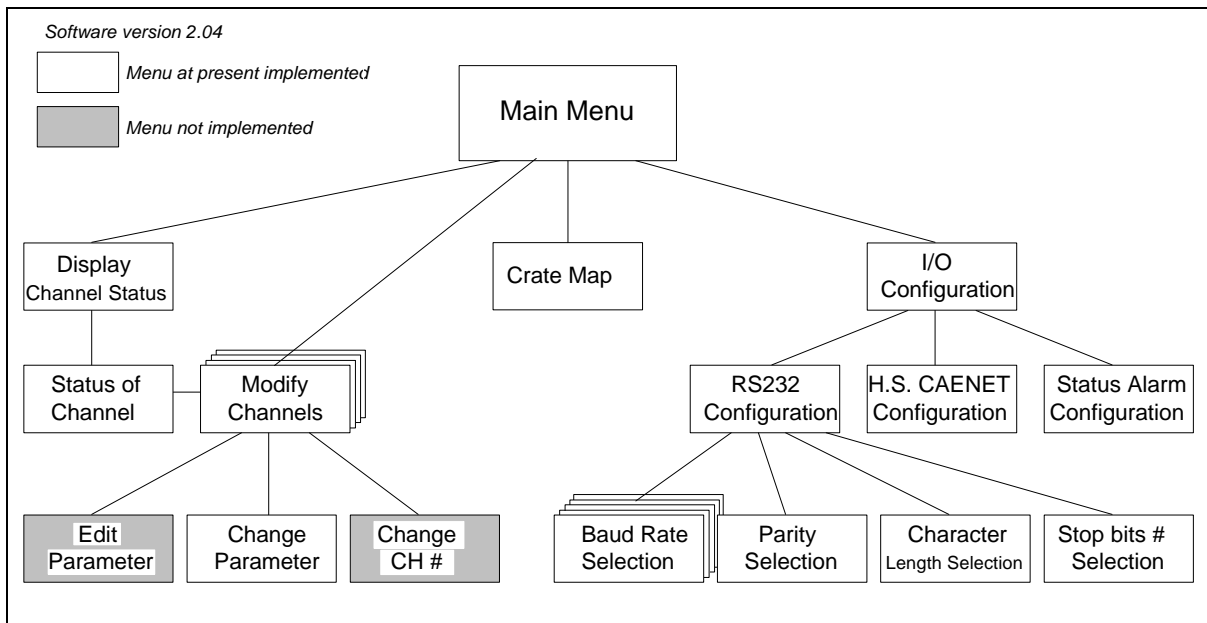 Software version 2.04
Menu at present implemented
Menu not implemented
Main Menu
Display
Channel Status
Crate Map
I/O
Configuration
Status of
Channel
Modify
Channels
RS232
Configuration
H.S. CAENET
Configuration
Status Alarm
Configuration
Edit
Parameter
Change
Parameter
Change
CH #
Baud Rate
Selection
Parity
Selection
Character
Length Selection
Stop bits #
Selection